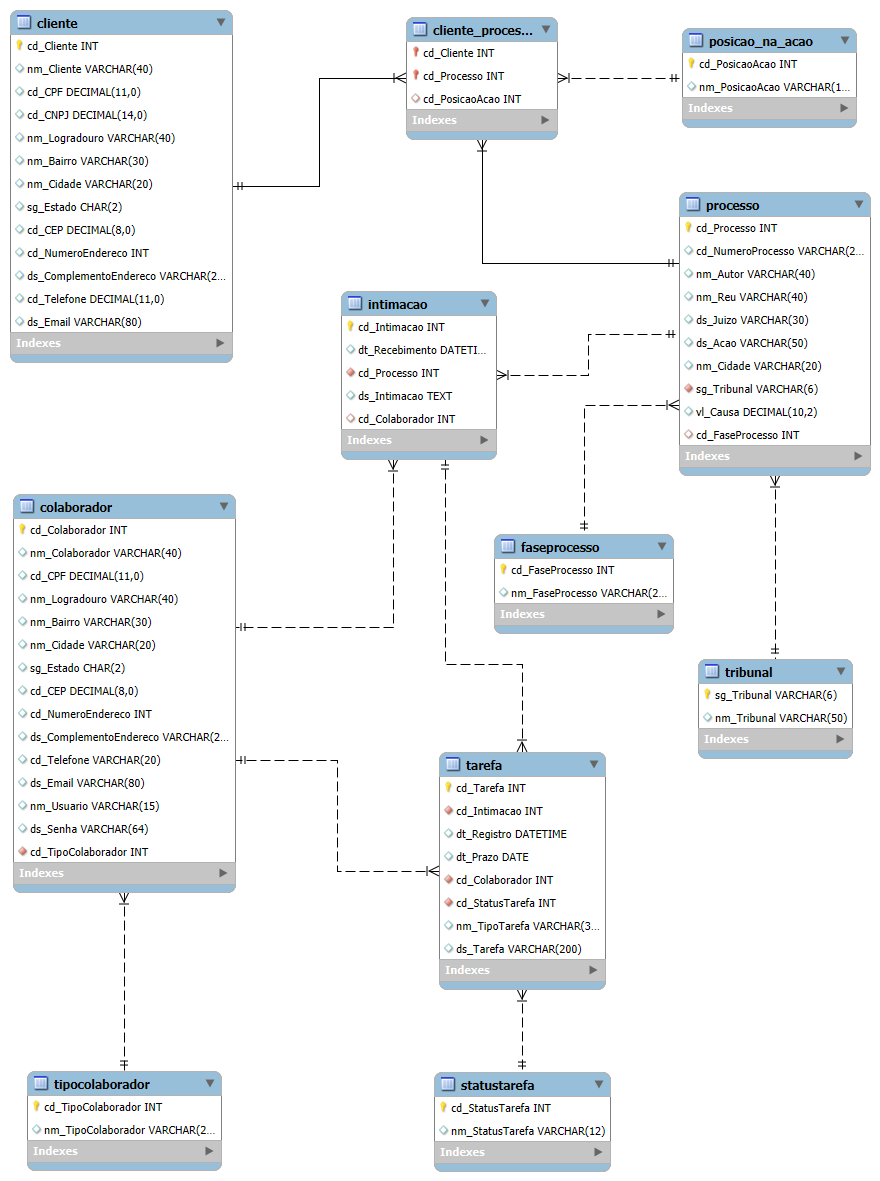 cliente
cd_Cliente INT
nm_Cliente VARCHAR(40)
cd_CPF DECIMAL(11,0)
cd_CNPJ DECIMAL(14,0)
nm_Logradouro VARCHAR(40)
nm_Bairro VARCHAR(30)
nm_Cidade VARCHAR(20)
sg_Estado CHAR(2)
cd_CEP DECIMAL(8,0)
cd_NumeroEndereco INT
ds_ComplementoEndereco VARCHAR(2...
cd_Telefone DECIMAL(11,0)
ds_Email VARCHAR(80)
Indexes
cliente_proces...
cd_Cliente INT
cd_Processo INT
cd_PosicaoAcao INT
Indexes
posicao_na_acao
cd_PosicaoAcao INT
nm_PosicaoAcao VARCHAR(1...
Indexes
processo
cd_Processo INT
cd_NumeroProcesso VARCHAR(2...
nm_Autor VARCHAR(40)
nm_Reu VARCHAR(40)
ds_Juizo VARCHAR(30)
ds_Acao VARCHAR(50)
nm_Cidade VARCHAR(20)
sg_Tribunal VARCHAR(6)
vl_Causa DECIMAL(10,2)
cd_FaseProcesso INT
Indexes
intimacao
cd_Intimacao INT
dt_Recebimento DATETI...
cd_Processo INT
ds_Intimacao TEXT
cd_Colaborador INT
Indexes
colaborador
cd_Colaborador INT
nm_Colaborador VARCHAR(40)
cd_CPF DECIMAL(11,0)
nm_Logradouro VARCHAR(40)
nm_Bairro VARCHAR(30)
nm_Cidade VARCHAR(20)
sg_Estado CHAR(2)
cd_CEP DECIMAL(8,0)
cd_NumeroEndereco INT
ds_ComplementoEndereco VARCHAR(2...
cd_Telefone VARCHAR(20)
ds_Email VARCHAR(80)
nm_Usuario VARCHAR(15)
ds_Senha VARCHAR(64)
cd_TipoColaborador INT
Indexes
faseprocesso
cd_FaseProcesso INT
nm_FaseProcesso VARCHAR(2...
Indexes
tribunal
sg_Tribunal VARCHAR(6)
nm_Tribunal VARCHAR(50)
Indexes
tarefa
cd_Tarefa INT
cd_Intimacao INT
dt_Registro DATETIME
dt_Prazo DATE
cd_Colaborador INT
cd_StatusTarefa INT
nm_TipoTarefa VARCHAR(3...
ds_Tarefa VARCHAR(200)
Indexes
tipocolaborador
cd_TipoColaborador INT
nm_TipoColaborador VARCHAR(2...
Indexes
statustarefa
cd_StatusTarefa INT
nm_StatusTarefa VARCHAR(12)
Indexes